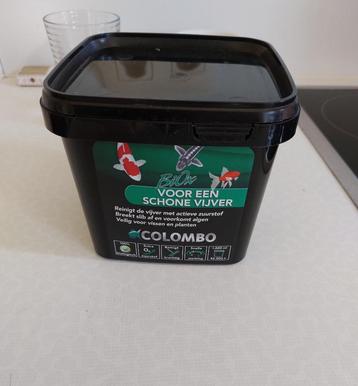 BiOx
VOOR EEN
SCHONE VIJVER
Reinigt de vijver met actieve zuurstof
Breekt slib af en voorkomt algen
Veilig voor vissen en planten
COLOMBO